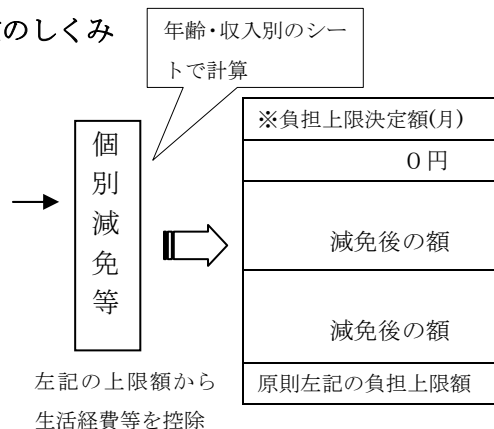 のしくみ
年齢・収入別のシー
トで計算
個別減免等
※負担上限決定額(月)
０円
減免後の額
減免後の額
原則左記の負担上限額
左記の上限額から
生活経費等を控除